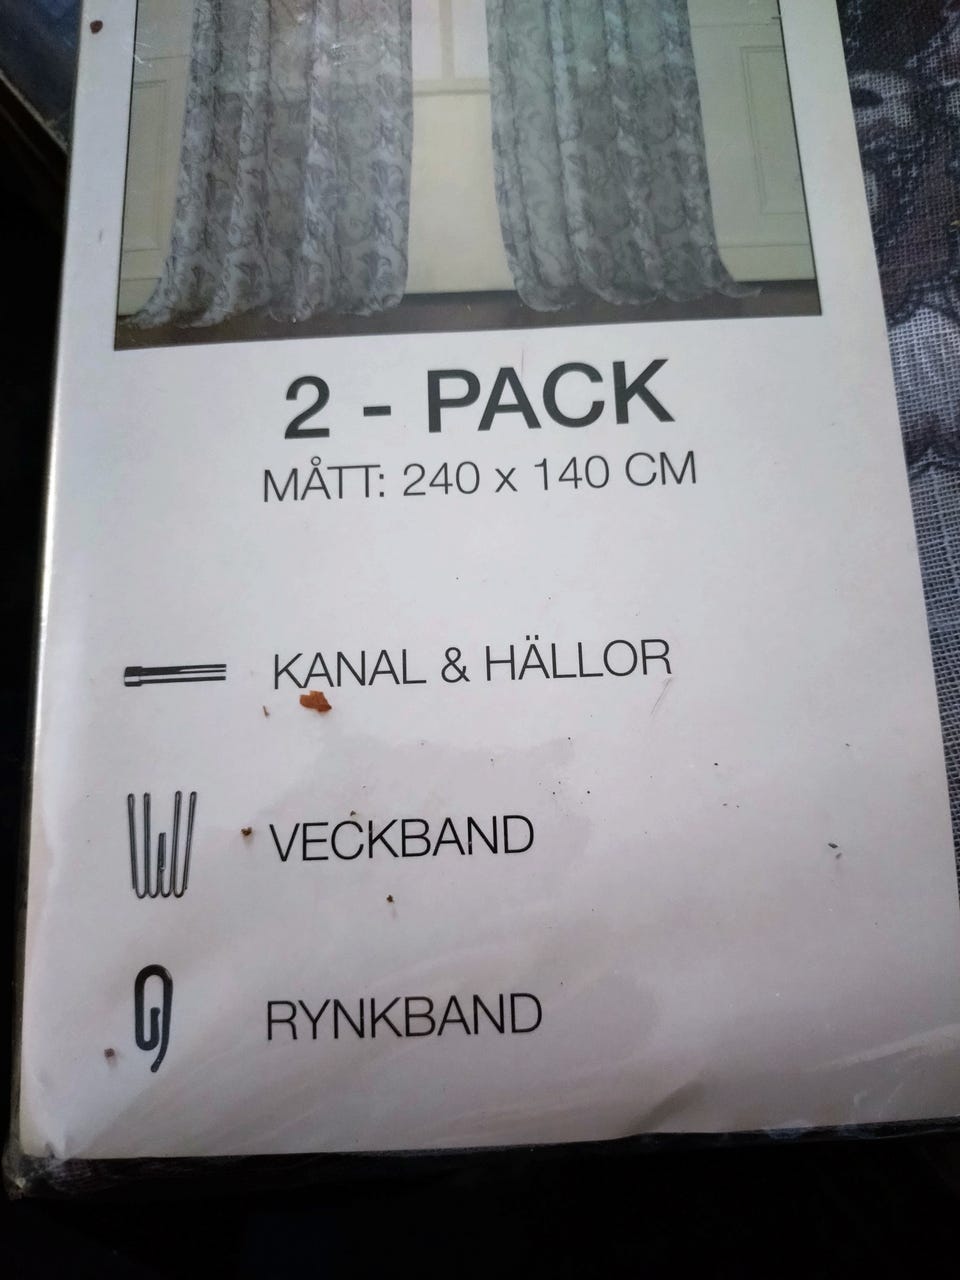 2 - PACK
MÅTT: 240 x 140 CM
KANAL & HÄLLOR
VECKBAND
RYNKBAND